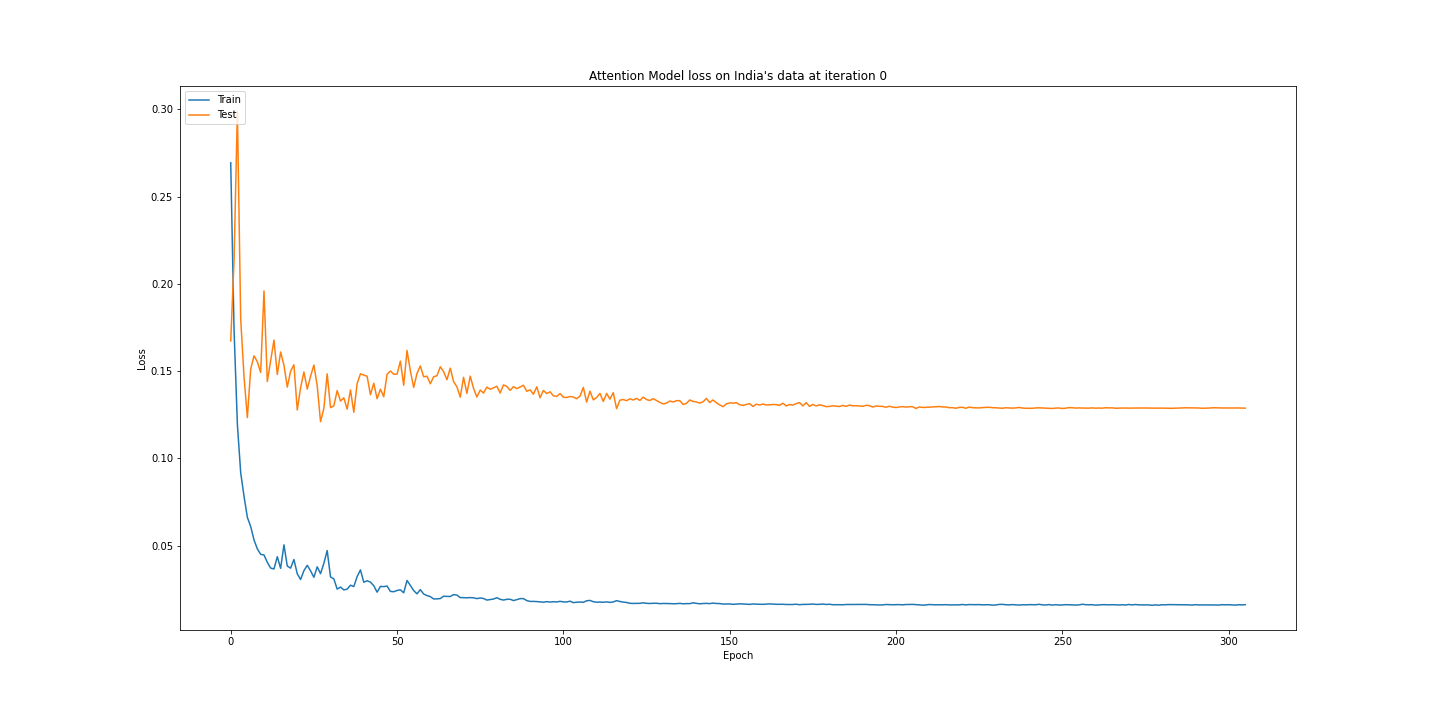 Attention Model loss on India's data at iteration 0
Train
Test
0.30
0.25
0.20
0.15
0.10
0.05
Loss
0 50 100 150 200 250 300
Epoch